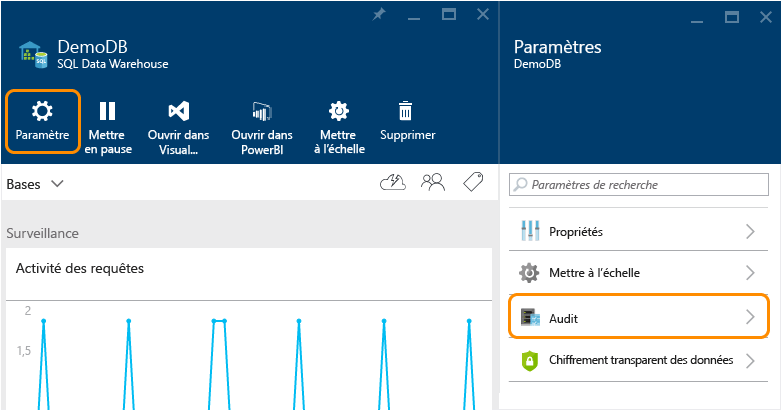 DemoDB
SQL Data Warehouse
Paramètre
Mettre
en pause
Ouvrir dans
Visual...
Ouvrir dans
PowerBI
Mettre
à l'échelle
Supprimer
Bases
Surveillance
Activité des requêtes
2
1,5
Paramètres
DemoDB
Paramètres de recherche
Propriétés
Mettre à l'échelle
Audit
Chiffrement transparent des données